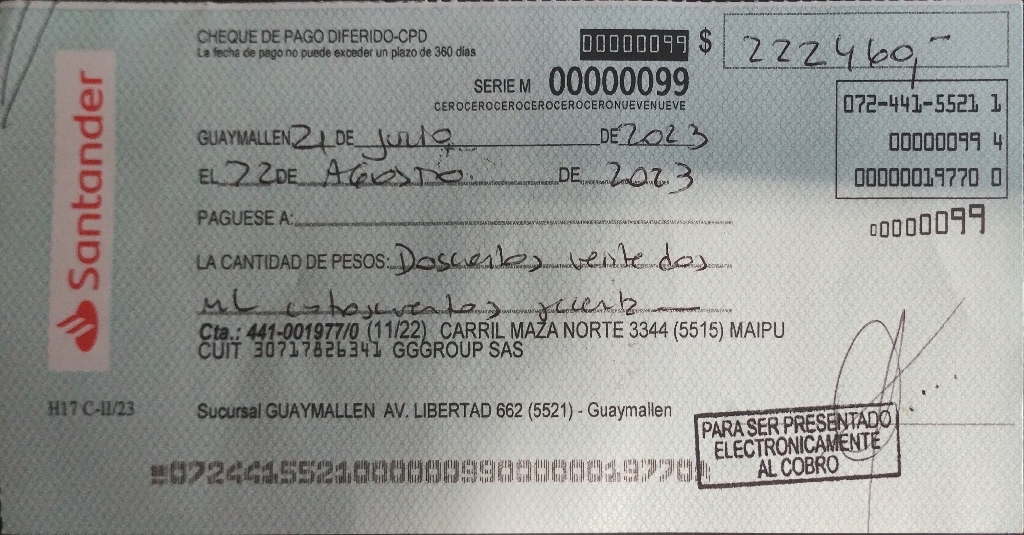 Santander
CHEQUE DE PAGO DIFERIDO-CPD
La fecha de pago no puede exceder un plazo de 360 días
00000099 $ 222460,-
SERIE M 00000099
CEROCEROCEROCEROCEROCERONUEVENUEVE
072-441-5521 1
00000099 4
00000019770 0
00000099
GUAYMALLEN, 21 DE Julio DE 2023
EL 22 DE Agosto. DE 2023
PAGUESE A:
LA CANTIDAD DE PESOS: Doscientos veinte dos
mil
Cta.: 441-001977/0 (11/22) CARRIL MAZA NORTE 3344 (5515) MAIPU
CUIT 30717826341 GGGROUP SAS
H17 C-II/23
Sucursal GUAYMALLEN AV. LIBERTAD 662 (5521) - Guaymallen
PARA SER PRESENTADO
ELECTRONICAMENTE
AL COBRO